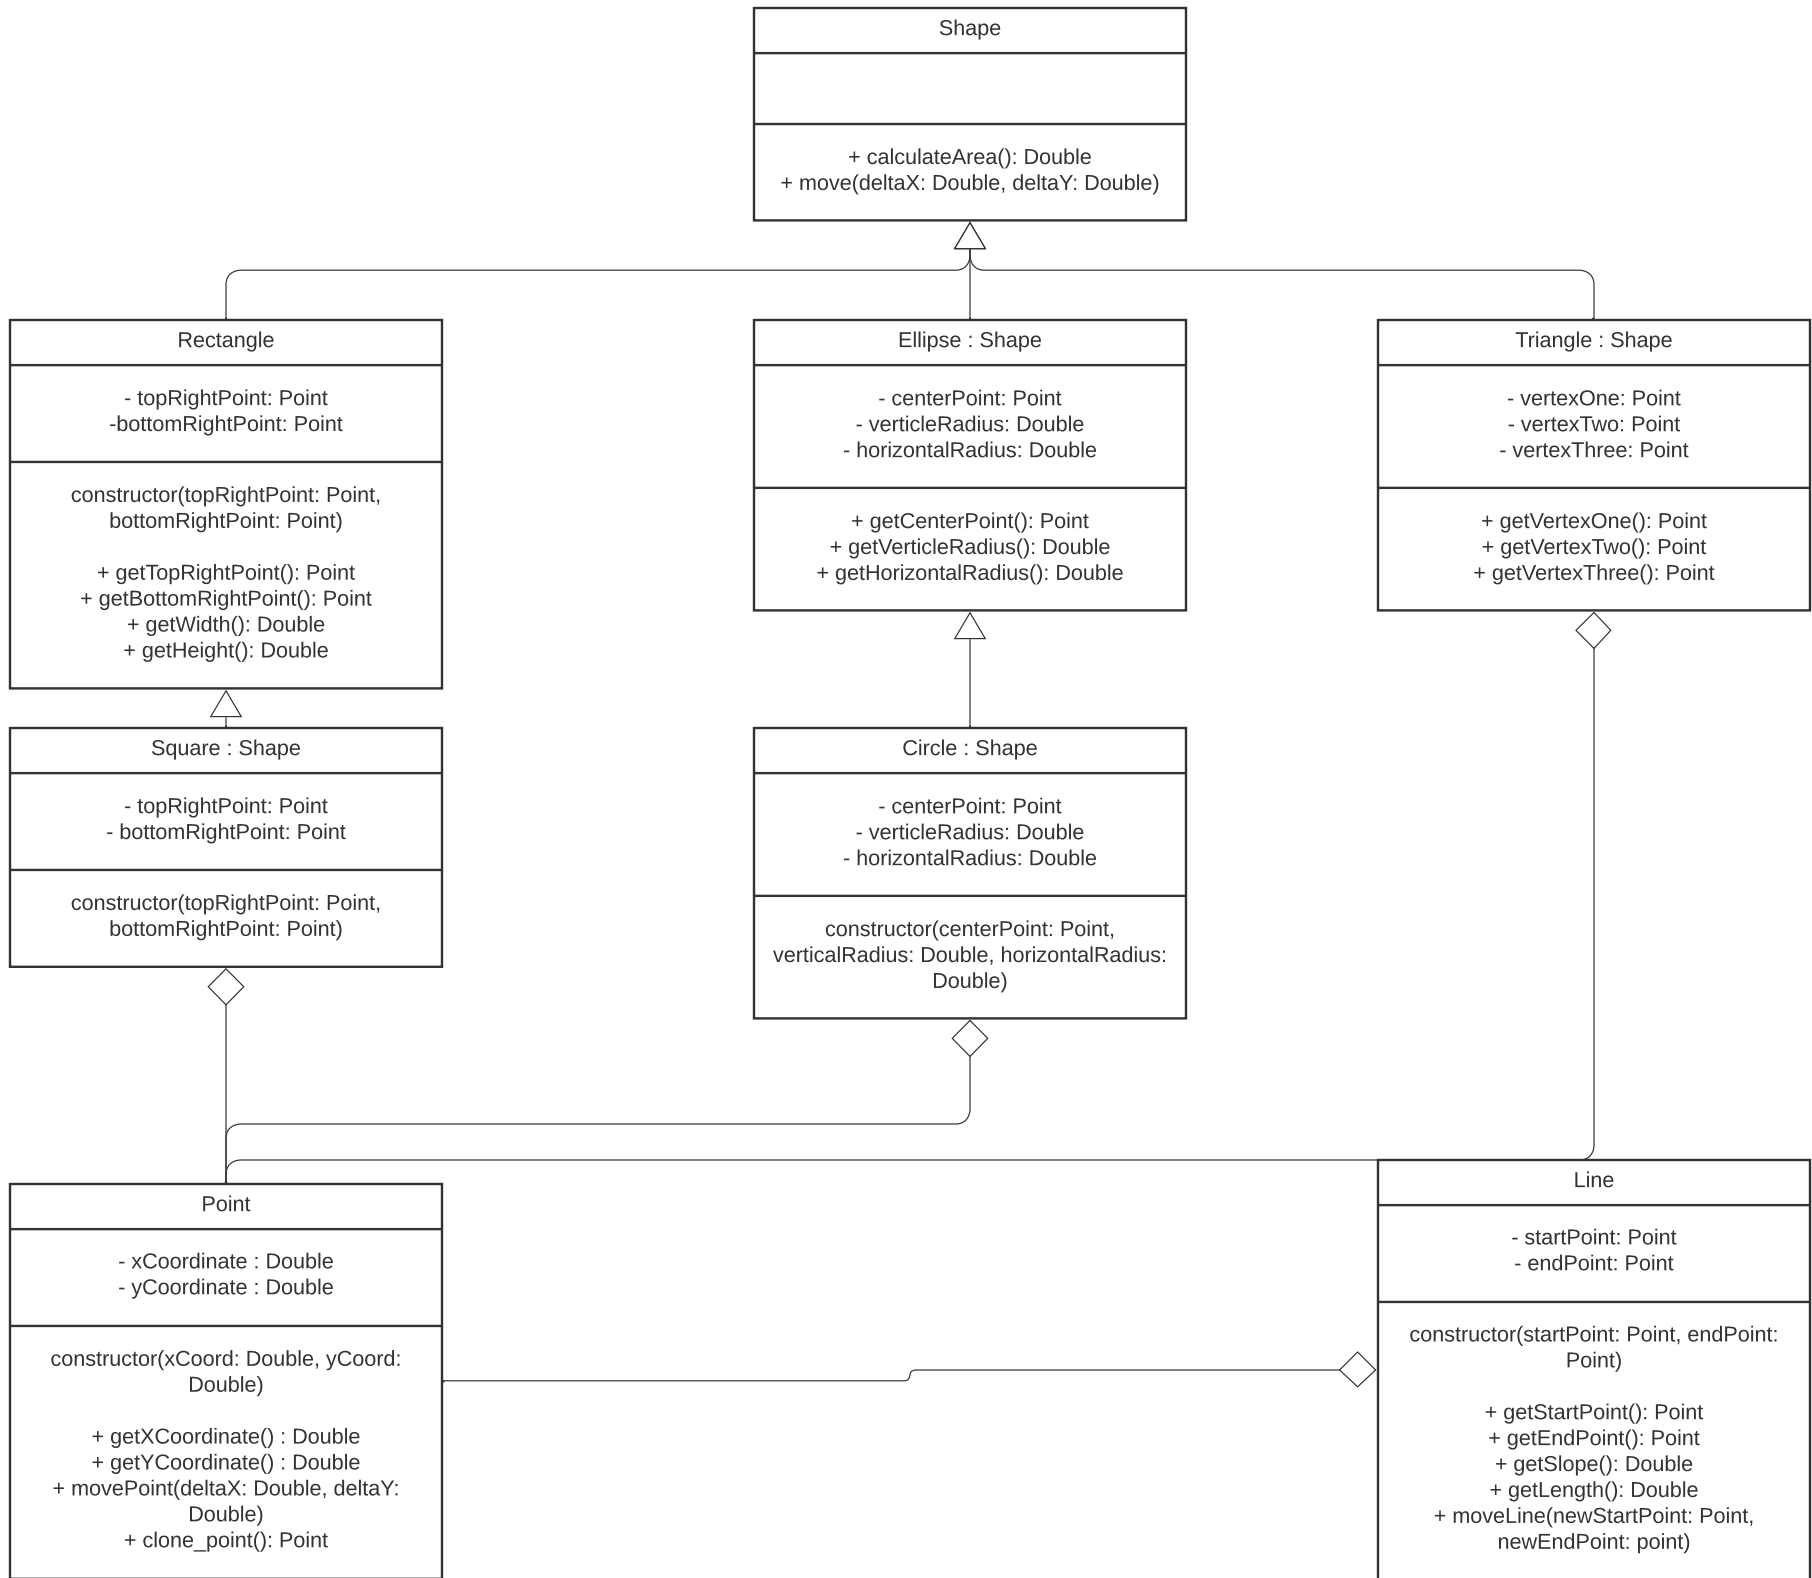 Shape
+ calculateArea(): Double
+ move(deltaX: Double, deltaY: Double)
Rectangle
- topRightPoint: Point
-bottomRightPoint: Point
constructor(topRightPoint: Point,
bottomRightPoint: Point)
+ getTopRightPoint(): Point
+ getBottomRightPoint(): Point
+ getWidth(): Double
+ getHeight(): Double
Ellipse : Shape
- centerPoint: Point
- verticleRadius: Double
- horizontalRadius: Double
+ getCenterPoint(): Point
+ getVerticleRadius(): Double
+ getHorizontalRadius(): Double
Triangle : Shape
- vertexOne: Point
- vertexTwo: Point
- vertexThree: Point
+ getVertexOne(): Point
+ getVertexTwo(): Point
+ getVertexThree(): Point
Square : Shape
- topRightPoint: Point
- bottomRightPoint: Point
constructor(topRightPoint: Point,
bottomRightPoint: Point)
Circle : Shape
- centerPoint: Point
- verticleRadius: Double
- horizontalRadius: Double
constructor(centerPoint: Point,
verticalRadius: Double, horizontalRadius:
Double)
Point
- xCoordinate : Double
- yCoordinate : Double
constructor(xCoord: Double, yCoord:
Double)
+ getXCoordinate() : Double
+ getYCoordinate() : Double
+ movePoint(deltaX: Double, deltaY:
Double)
+ clone_point(): Point
Line
- startPoint: Point
- endPoint: Point
constructor(startPoint: Point, endPoint:
Point)
+ getStartPoint(): Point
+ getEndPoint(): Point
+ getSlope(): Double
+ getLength(): Double
+ moveLine(newStartPoint: Point,
newEndPoint: point)